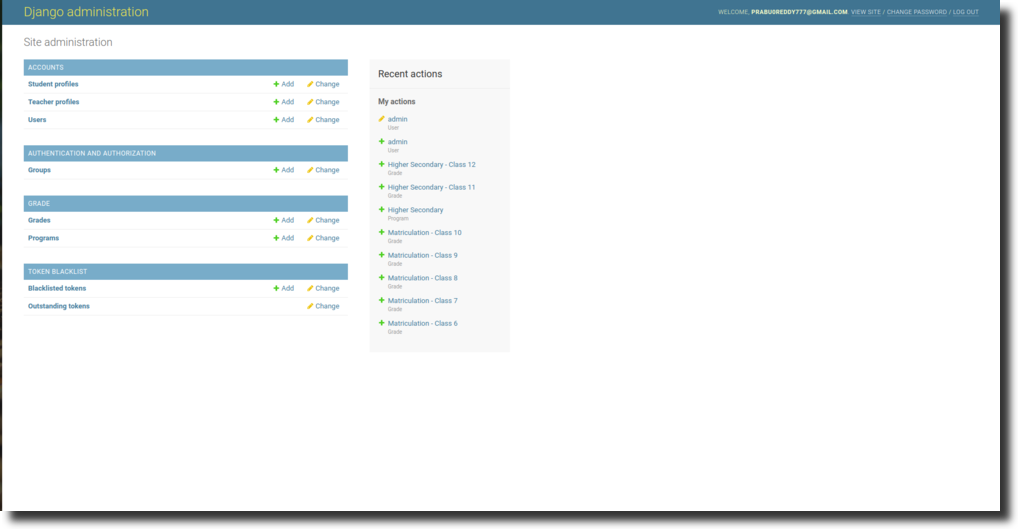 Django administration
WELCOME, PRABU0REDDY777@GMAIL.COM. VIEW SITE / CHANGE PASSWORD / LOG OUT
Site administration
ACCOUNTS
Student profiles Add Change
Teacher profiles Add Change
Users Add Change
AUTHENTICATION AND AUTHORIZATION
Groups Add Change
GRADE
Grades Add Change
Programs Add Change
TOKEN BLACKLIST
Blacklisted tokens Add Change
Outstanding tokens Change
Recent actions
My actions
admin
User
admin
User
Higher Secondary - Class 12
Grade
Higher Secondary - Class 11
Grade
Higher Secondary
Program
Matriculation - Class 10
Grade
Matriculation - Class 9
Grade
Matriculation - Class 8
Grade
Matriculation - Class 7
Grade
Matriculation - Class 6
Grade